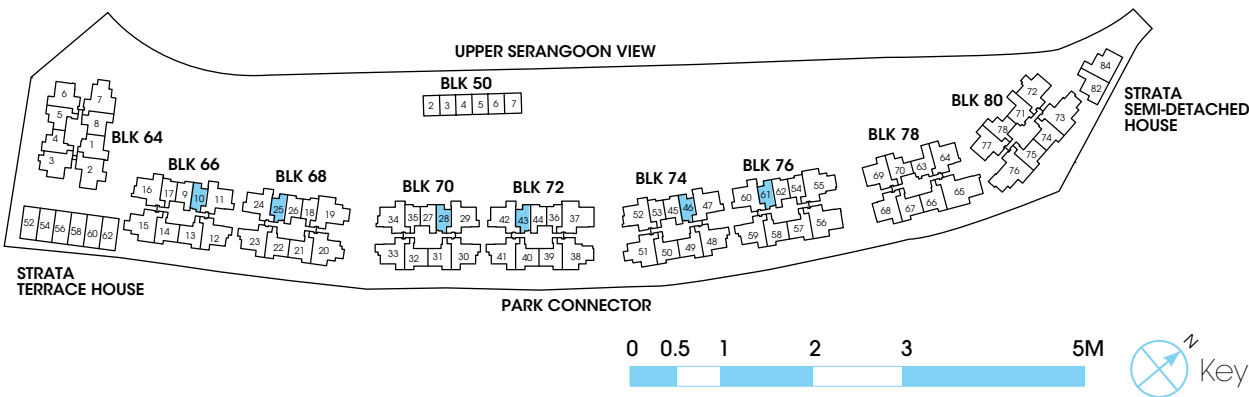 UPPER SERANGOON VIEW
BLK 50
2 3 4 5 6 7
84
82
STRATA
SEMI-DETACHED
HOUSE
BLK 80
72
71
73
78
74
77
75
76
BLK 64
6
7
5
8
4
1
3
2
BLK 78
64
63
70
69
65
66
67
68
BLK 66
16 17 9 10 11
15 14 13 12
BLK 68
24 25 26 18 19
23 22 21 20
BLK 70
34 35 27 28 29
33 32 31 30
BLK 72
42 43 44 36 37
41 40 39 38
BLK 74
52 53 45 46 47
51 50 49 48
BLK 76
60 61 62 54 55
59 58 57 56
52 54 56 58 60 62
STRATA
TERRACE HOUSE
PARK CONNECTOR
0 0.5 1 2 3 5M
N
Key